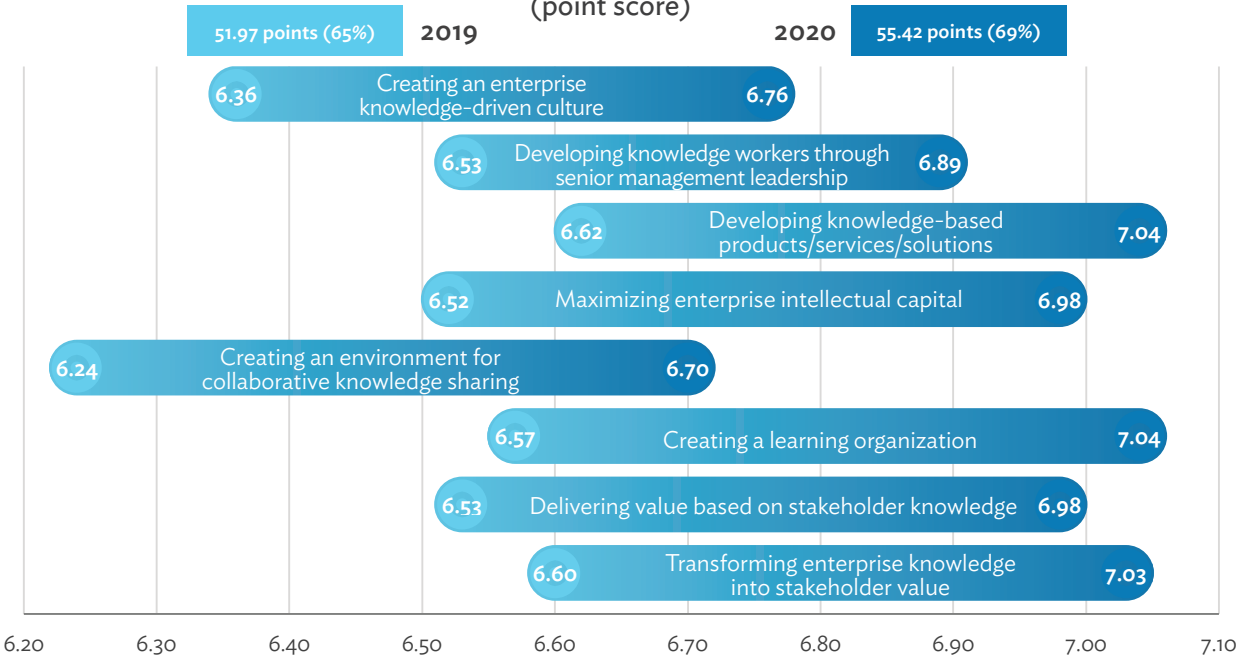 (point score)
51.97 points (65%) 2019 2020 55.42 points (69%)
6.36 Creating an enterprise knowledge-driven culture 6.76
6.53 Developing knowledge workers through senior management leadership 6.89
6.62 Developing knowledge-based products/services/solutions 7.04
6.52 Maximizing enterprise intellectual capital 6.98
6.24 Creating an environment for collaborative knowledge sharing 6.70
6.57 Creating a learning organization 7.04
6.53 Delivering value based on stakeholder knowledge 6.98
6.60 Transforming enterprise knowledge into stakeholder value 7.03
6.20 6.30 6.40 6.50 6.60 6.70 6.80 6.90 7.00 7.10